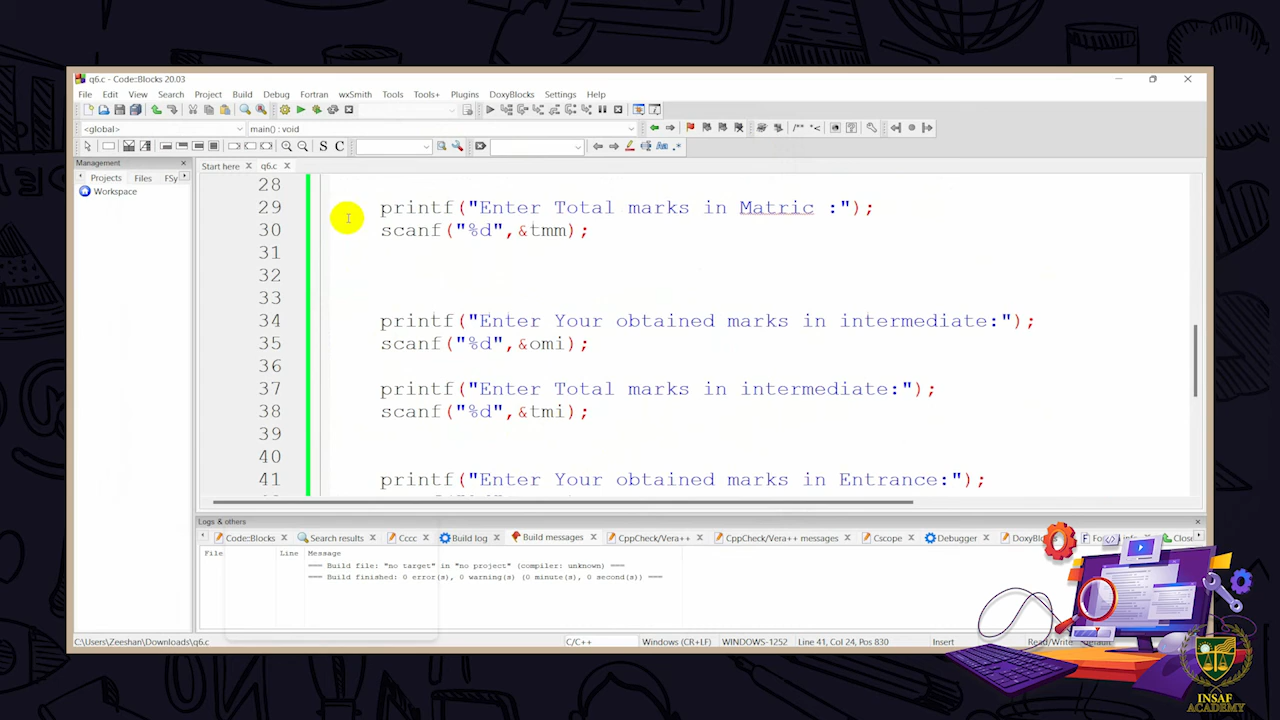 q6.c - Code::Blocks 20.03
File Edit View Search Project Build Debug Fortran wxSmith Tools Tools+ Plugins DoxyBlocks Settings Help
<global> main() : void
S C
Management
Projects Files FSy
Workspace
Start here q6.c
28
29 printf("Enter Total marks in Matric :");
30 scanf("%d",&tmm);
31
32
33
34 printf("Enter Your obtained marks in intermediate:");
35 scanf("%d",&omi);
36
37 printf("Enter Total marks in intermediate:");
38 scanf("%d",&tmi);
39
40
41 printf("Enter Your obtained marks in Entrance:");
Logs & others
Code::Blocks Search results Cccc Build log Build messages CppCheck/Vera++ CppCheck/Vera++ messages Cscope Debugger
File Line Message
=== Build file: "no target" in "no project" (compiler: unknown) ===
=== Build finished: 0 error(s), 0 warning(s) (0 minute(s), 0 second(s)) ===
C:\Users\Zeeshan\Downloads\q6.c C/C++ Windows (CR+LF) WINDOWS-1252 Line 41, Col 24, Pos 830 Insert Read/Write
INSAF
ACADEMY